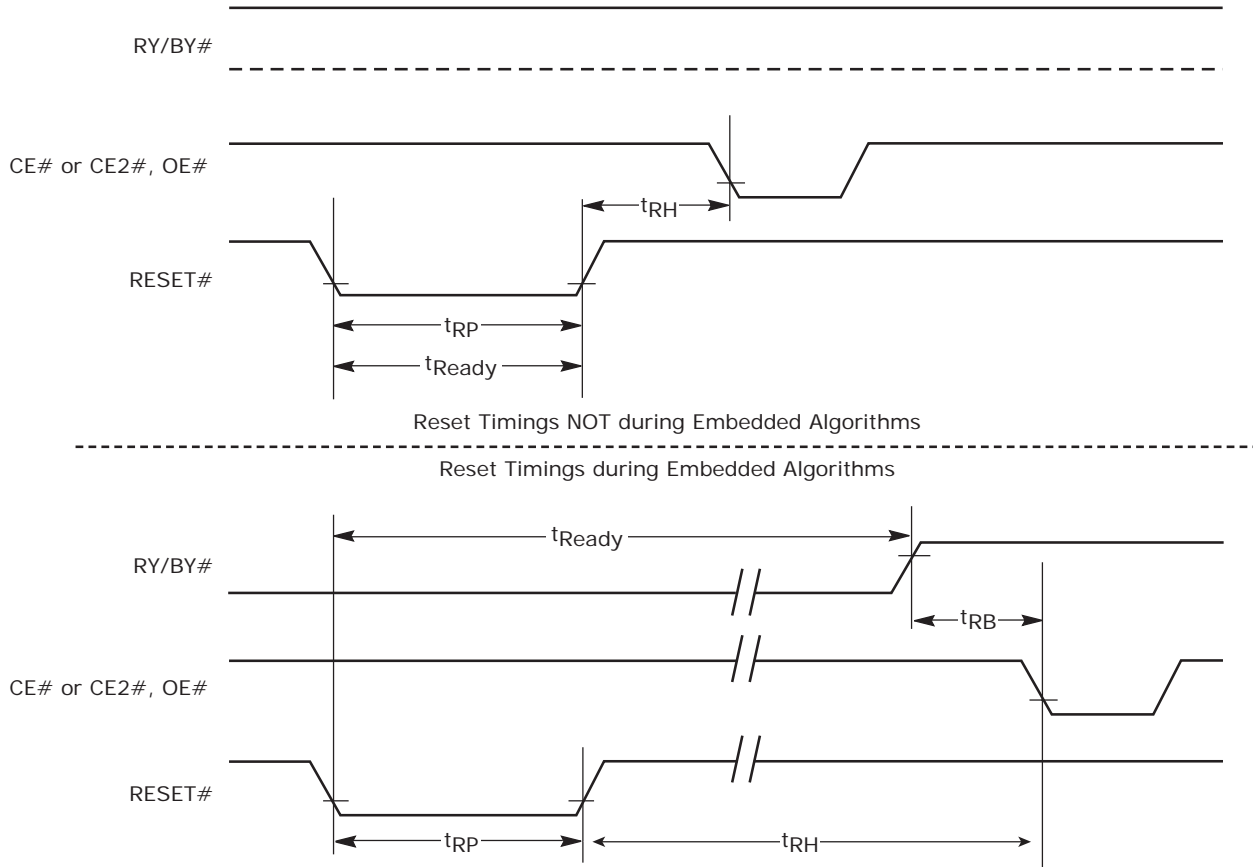 RY/BY#
CE# or CE2#, OE#
tRH
RESET#
tRP
tReady
Reset Timings NOT during Embedded Algorithms
Reset Timings during Embedded Algorithms
tReady
RY/BY#
tRB
CE# or CE2#, OE#
RESET#
tRP
tRH